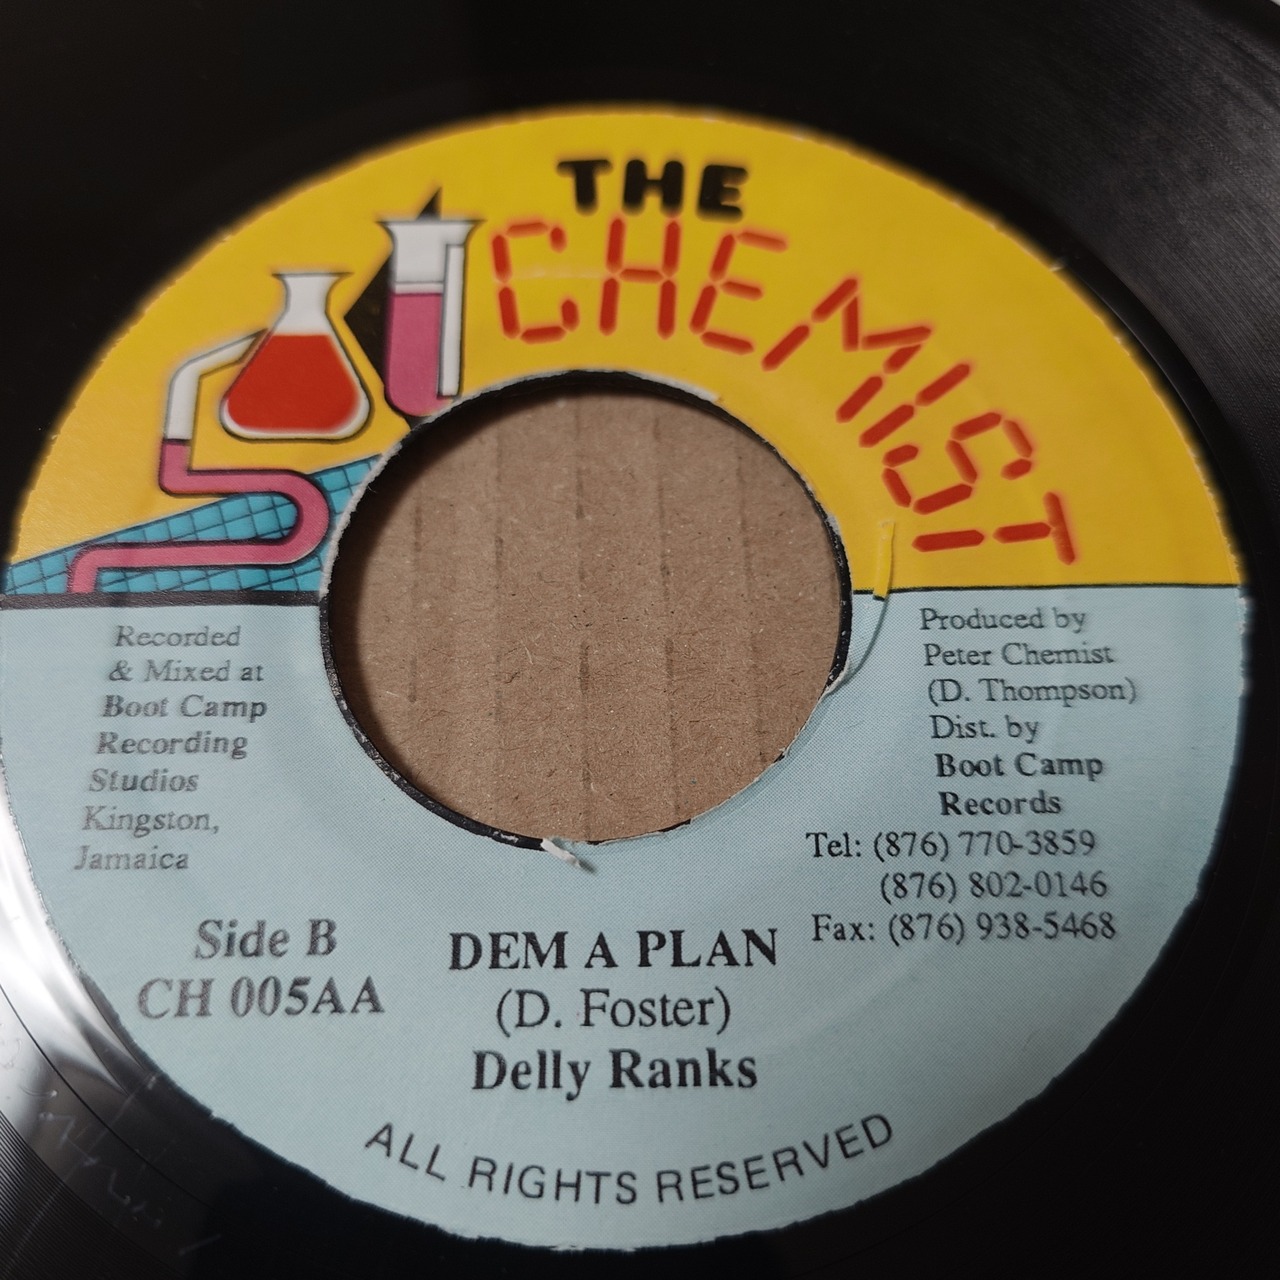 THE
CHEMIST
Recorded
& Mixed at
Boot Camp
Recording
Studios
Kingston,
Jamaica
Produced by
Peter Chemist
(D. Thompson)
Dist. by
Boot Camp
Records
Tel: (876) 770-3859
(876) 802-0146
Fax: (876) 938-5468
Side B
CH 005AA
DEM A PLAN
(D. Foster)
Delly Ranks
ALL RIGHTS RESERVED